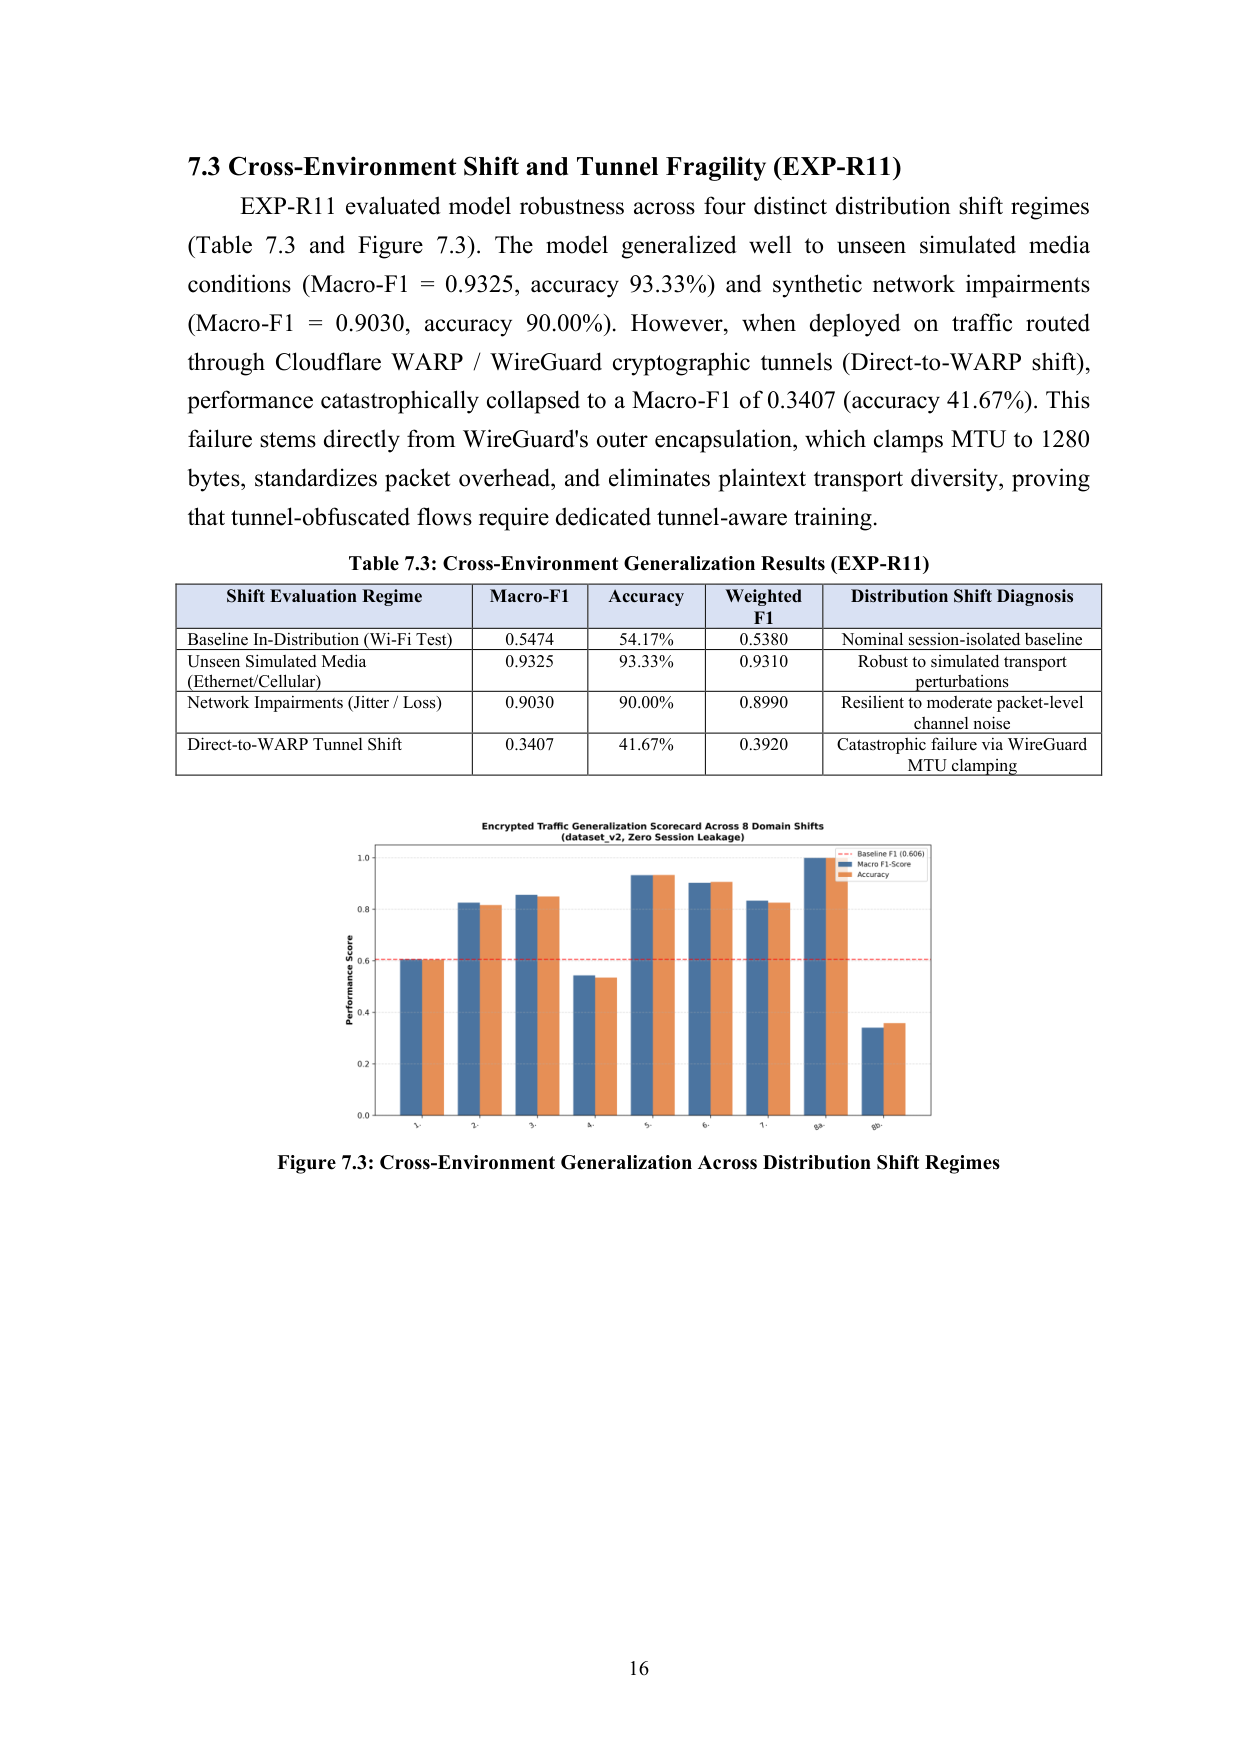 7.3 Cross-Environment Shift and Tunnel Fragility (EXP-R11)
EXP-R11 evaluated model robustness across four distinct distribution shift regimes
(Table 7.3 and Figure 7.3). The model generalized well to unseen simulated media
conditions (Macro-F1 = 0.9325, accuracy 93.33%) and synthetic network impairments
(Macro-F1 = 0.9030, accuracy 90.00%). However, when deployed on traffic routed
through Cloudflare WARP / WireGuard cryptographic tunnels (Direct-to-WARP shift),
performance catastrophically collapsed to a Macro-F1 of 0.3407 (accuracy 41.67%). This
failure stems directly from WireGuard's outer encapsulation, which clamps MTU to 1280
bytes, standardizes packet overhead, and eliminates plaintext transport diversity, proving
that tunnel-obfuscated flows require dedicated tunnel-aware training.
Table 7.3: Cross-Environment Generalization Results (EXP-R11)
Shift Evaluation Regime Macro-F1 Accuracy Weighted F1 Distribution Shift Diagnosis
Baseline In-Distribution (Wi-Fi Test) 0.5474 54.17% 0.5380 Nominal session-isolated baseline
Unseen Simulated Media (Ethernet/Cellular) 0.9325 93.33% 0.9310 Robust to simulated transport perturbations
Network Impairments (Jitter / Loss) 0.9030 90.00% 0.8990 Resilient to moderate packet-level channel noise
Direct-to-WARP Tunnel Shift 0.3407 41.67% 0.3920 Catastrophic failure via WireGuard MTU clamping
Encrypted Traffic Generalization Scorecard Across 8 Domain Shifts
(dataset_v2, Zero Session Leakage)
Baseline F1 (0.606)
Macro F1-Score
Accuracy
Performance Score
1.0
0.8
0.6
0.4
0.2
0.0
1. 2. 3. 4. 5. 6. 7. 8a. 8b.
Figure 7.3: Cross-Environment Generalization Across Distribution Shift Regimes
16